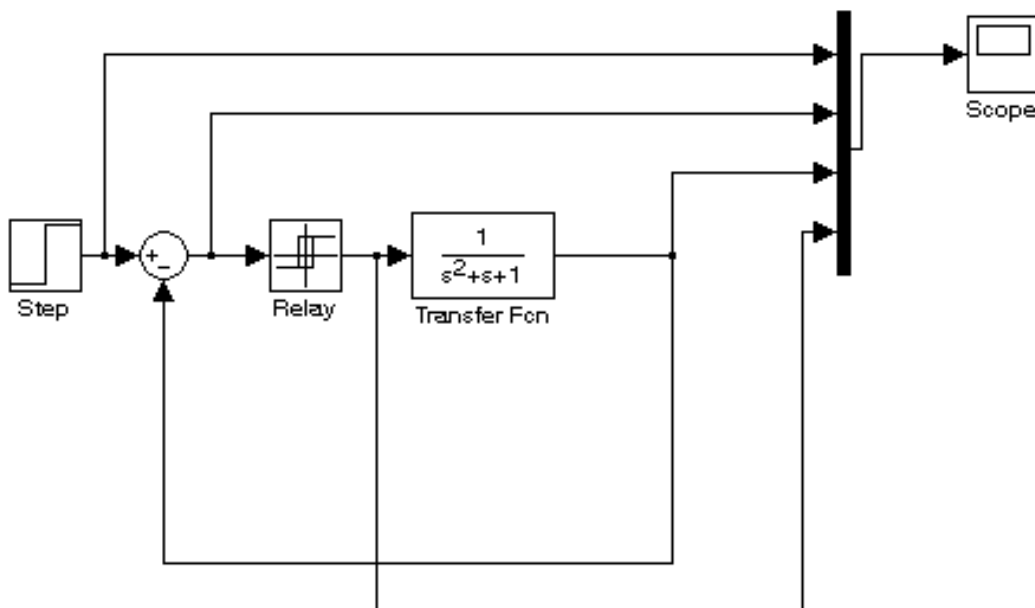 Scope
+
−
1
s²+s+1
Step
Relay
Transfer Fcn